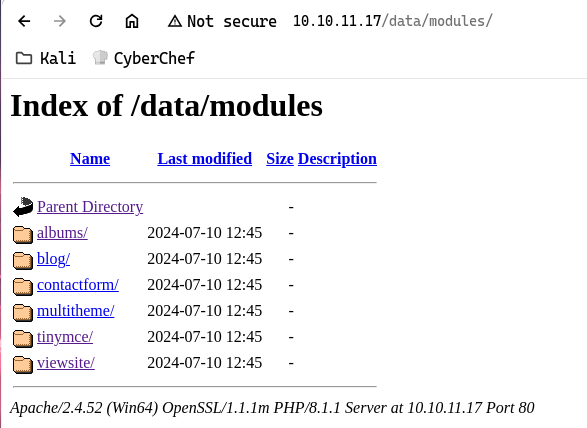 Not secure 10.10.11.17/data/modules/
Kali CyberChef
Index of /data/modules
Name Last modified Size Description
Parent Directory -
albums/ 2024-07-10 12:45 -
blog/ 2024-07-10 12:45 -
contactform/ 2024-07-10 12:45 -
multitheme/ 2024-07-10 12:45 -
tinymce/ 2024-07-10 12:45 -
viewsite/ 2024-07-10 12:45 -
Apache/2.4.52 (Win64) OpenSSL/1.1.1m PHP/8.1.1 Server at 10.10.11.17 Port 80